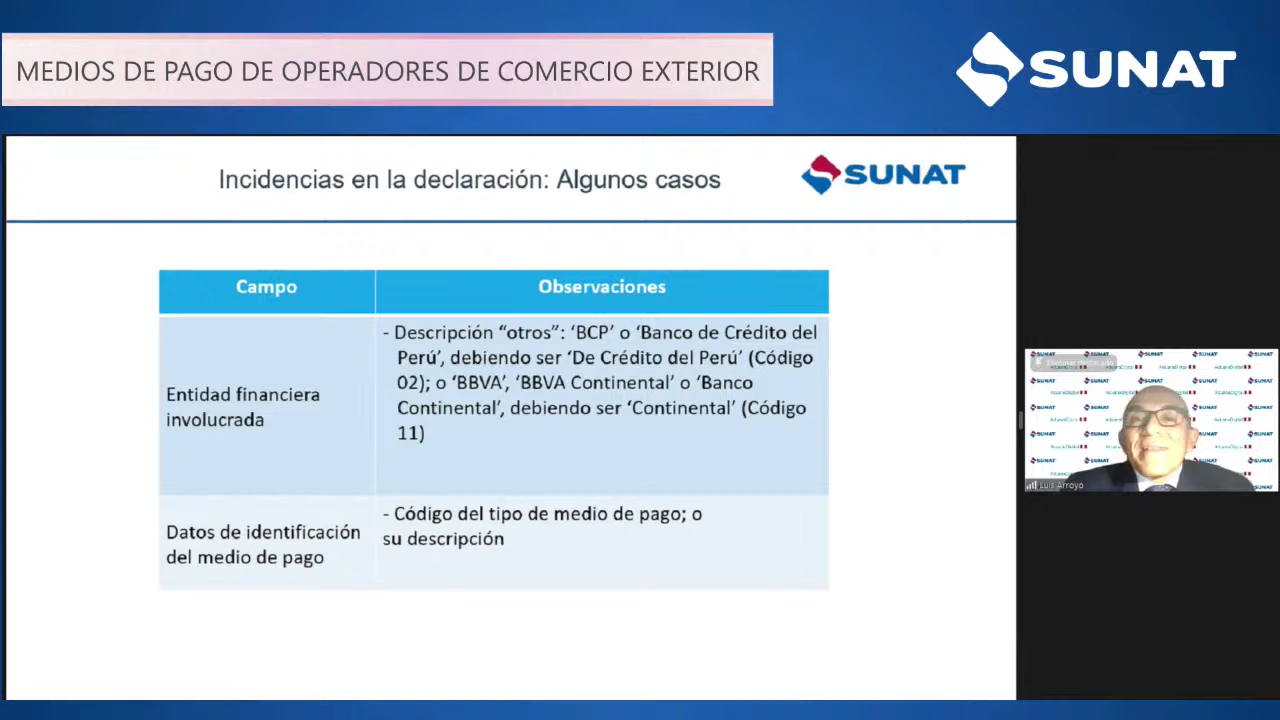 MEDIOS DE PAGO DE OPERADORES DE COMERCIO EXTERIOR
SUNAT
Incidencias en la declaración: Algunos casos
SUNAT
Campo
Observaciones
Entidad financiera
involucrada
- Descripción “otros”: ‘BCP’ o ‘Banco de Crédito del
Perú’, debiendo ser ‘De Crédito del Perú’ (Código
02); o ‘BBVA’, ‘BBVA Continental’ o ‘Banco
Continental’, debiendo ser ‘Continental’ (Código
11)
Datos de identificación
del medio de pago
- Código del tipo de medio de pago; o
su descripción
Luis Arroyo